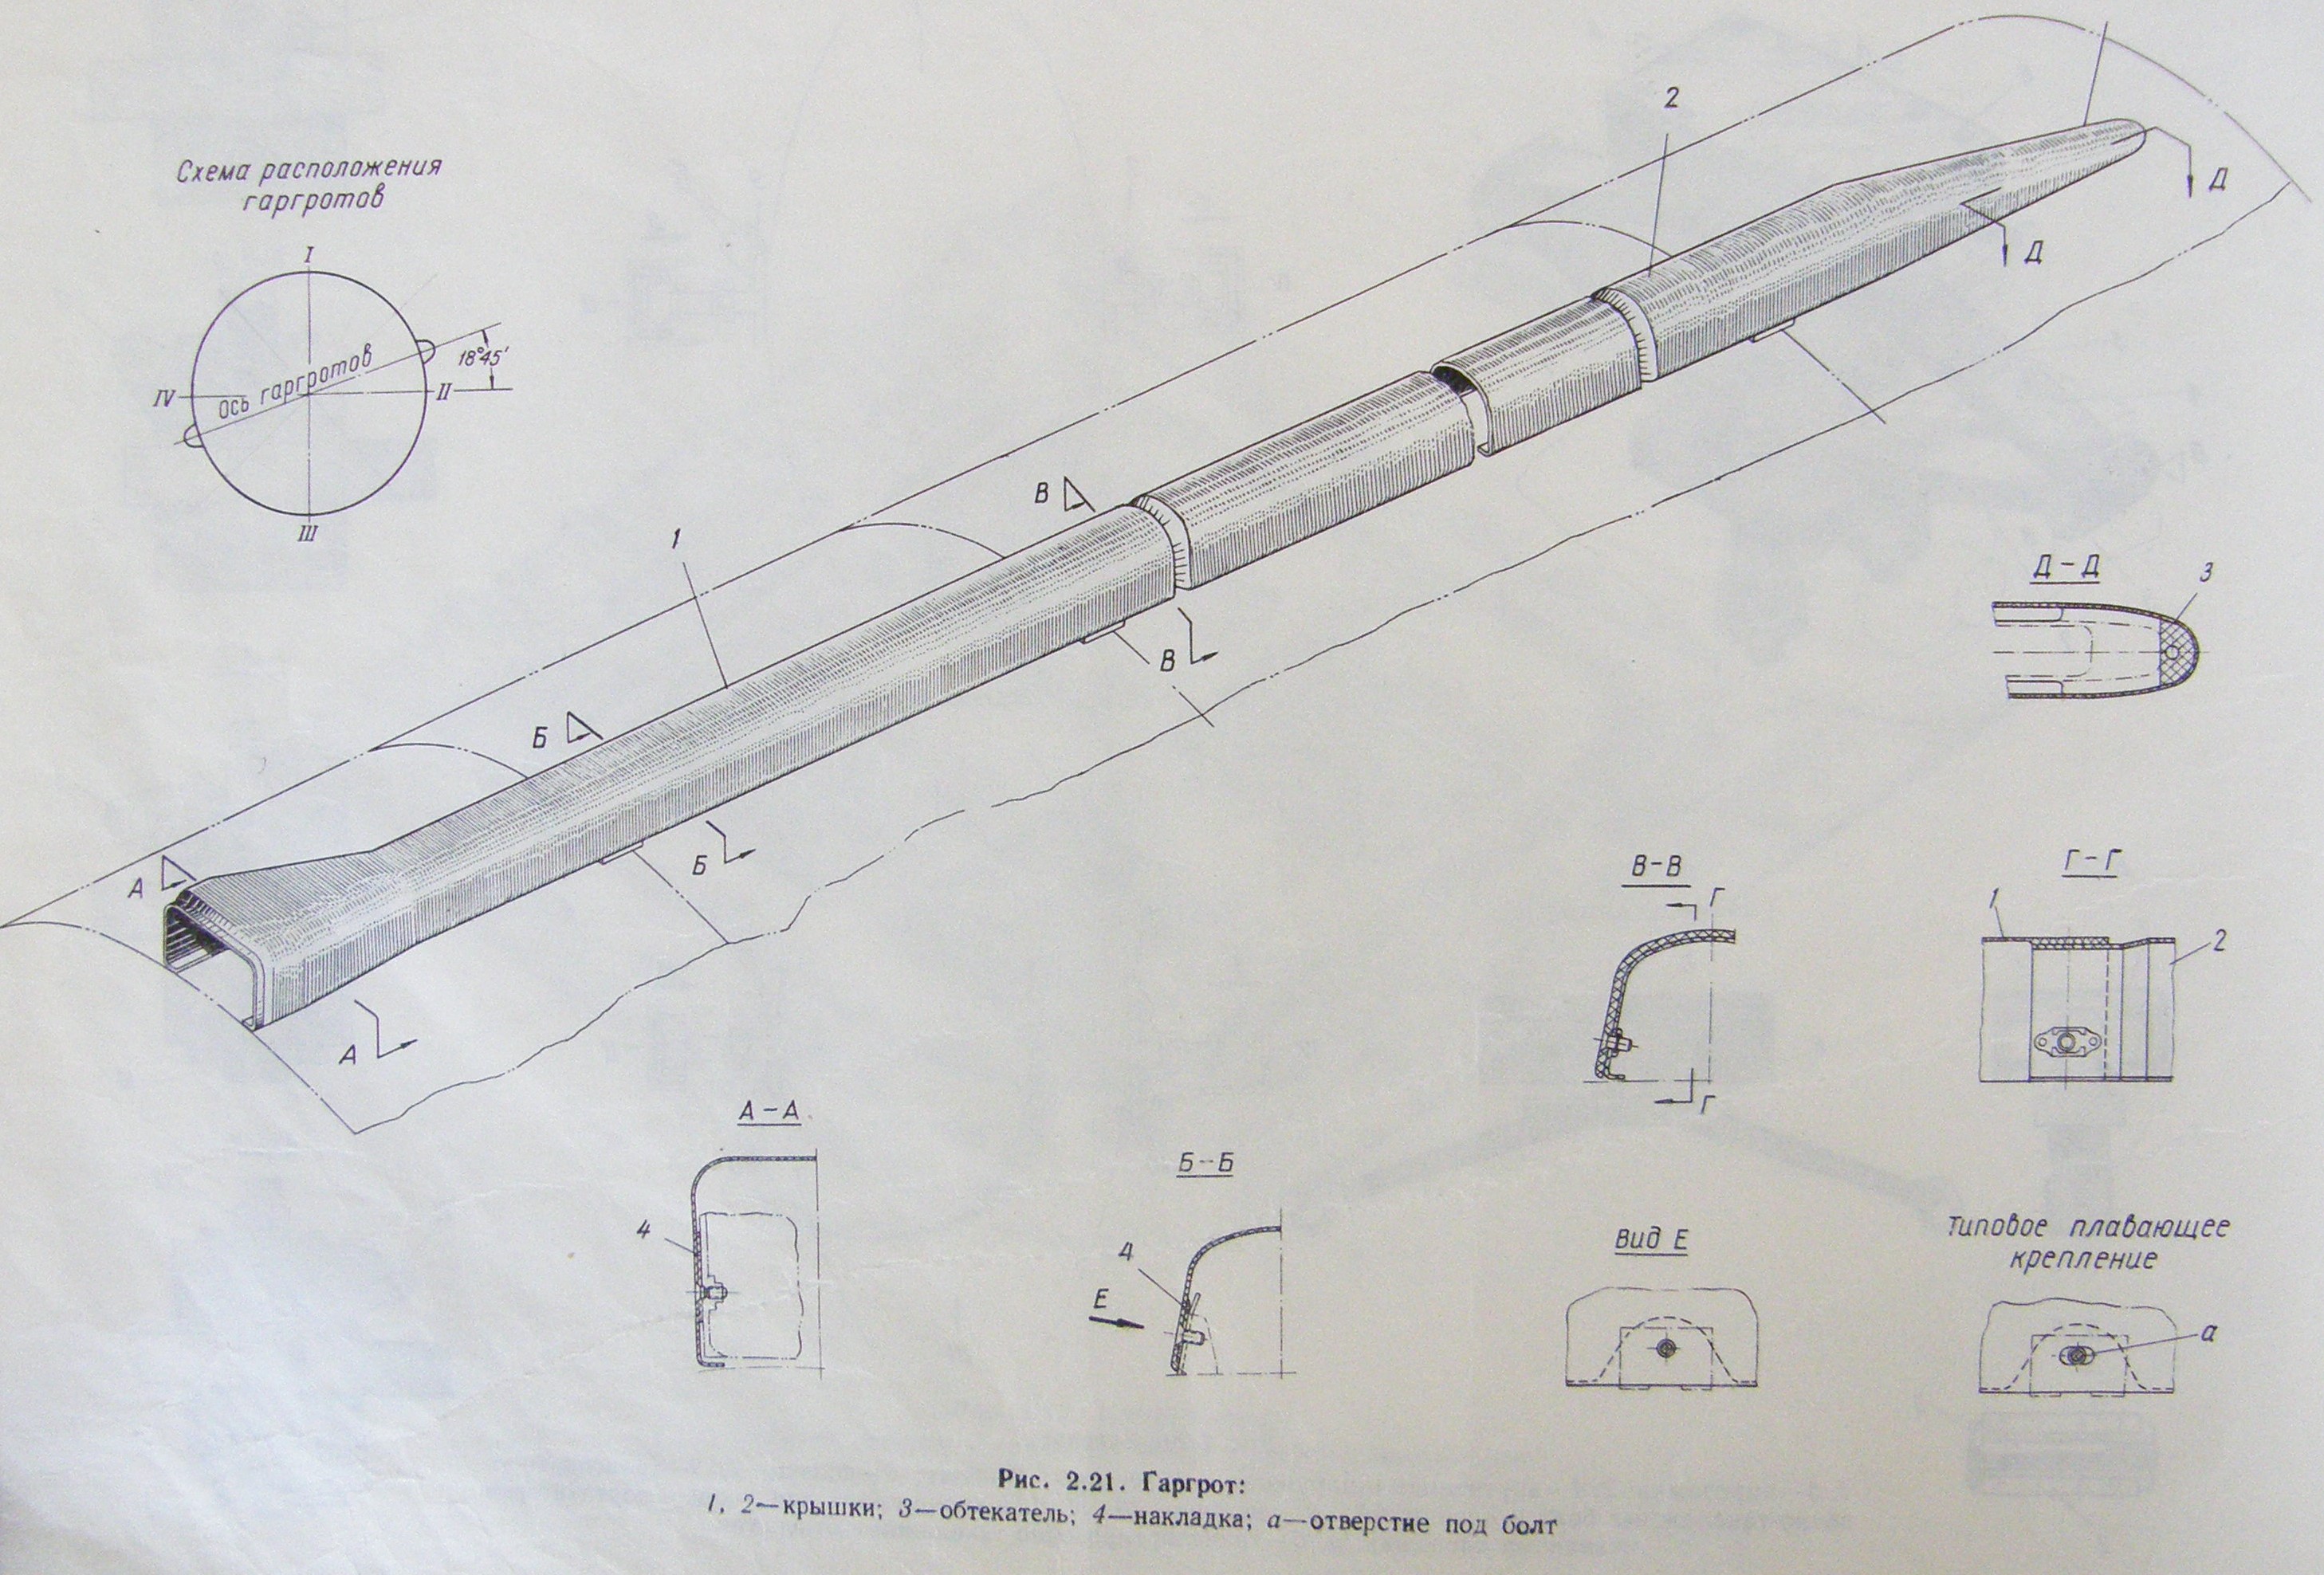 Схема расположения
гаргротов
I
II
III
IV
Ось гаргротов
18°45'
1
2
А
А
Б
Б
В
В
Д
Д
Д-Д
3
В-В
Г
Г
Г-Г
1
2
А-А
4
Б-Б
4
Е
Вид Е
Типовое плавающее
крепление
а
Рис. 2.21. Гаргрот:
1, 2—крышки; 3—обтекатель; 4—накладка; а—отверстие под болт